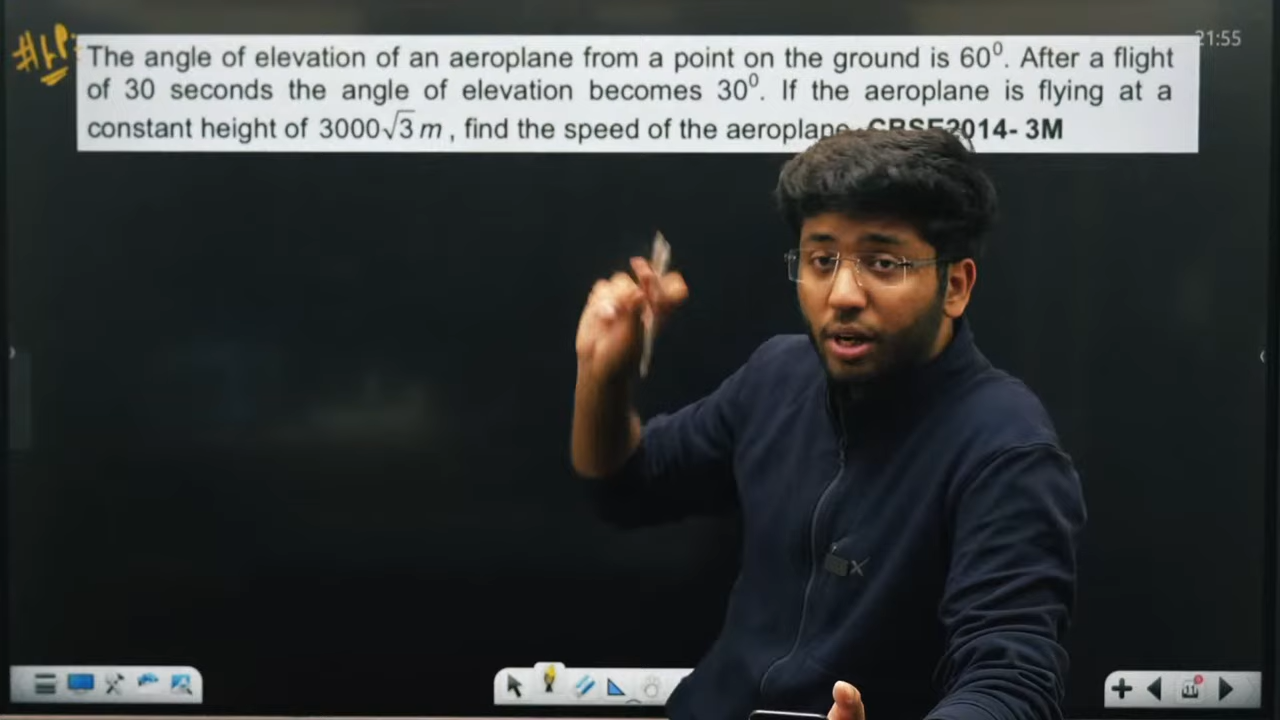 21:55
#LP:
The angle of elevation of an aeroplane from a point on the ground is 60⁰. After a flight
of 30 seconds the angle of elevation becomes 30⁰. If the aeroplane is flying at a
constant height of 3000√3 m , find the speed of the aeroplane. CBSE2014- 3M
X